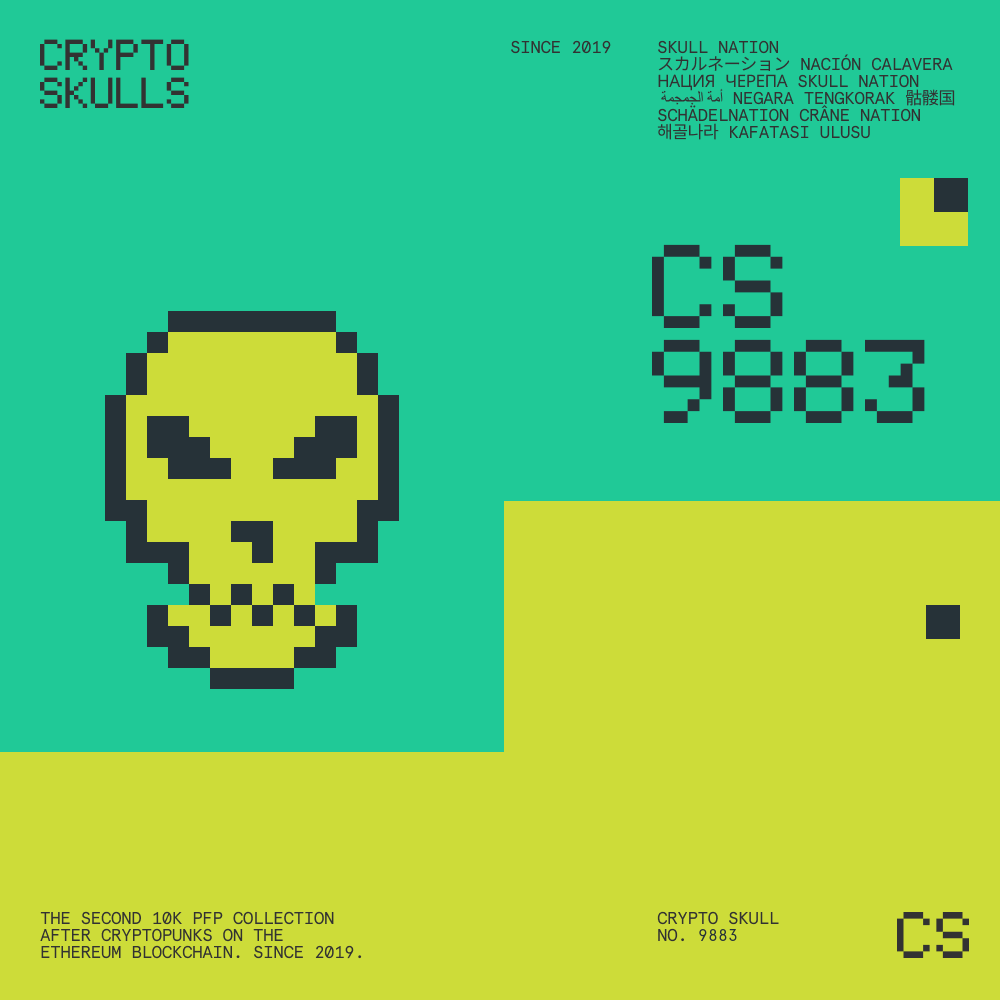 CRYPTO
SKULLS
SINCE 2019
SKULL NATION
スカルネーション NACIÓN CALAVERA
НАЦИЯ ЧЕРЕПА SKULL NATION
أمة الجمجمة NEGARA TENGKORAK 骷髅国
SCHÄDELNATION CRÂNE NATION
해골나라 KAFATASI ULUSU
CS
9883
THE SECOND 10K PFP COLLECTION
AFTER CRYPTOPUNKS ON THE
ETHEREUM BLOCKCHAIN. SINCE 2019.
CRYPTO SKULL
NO. 9883
CS